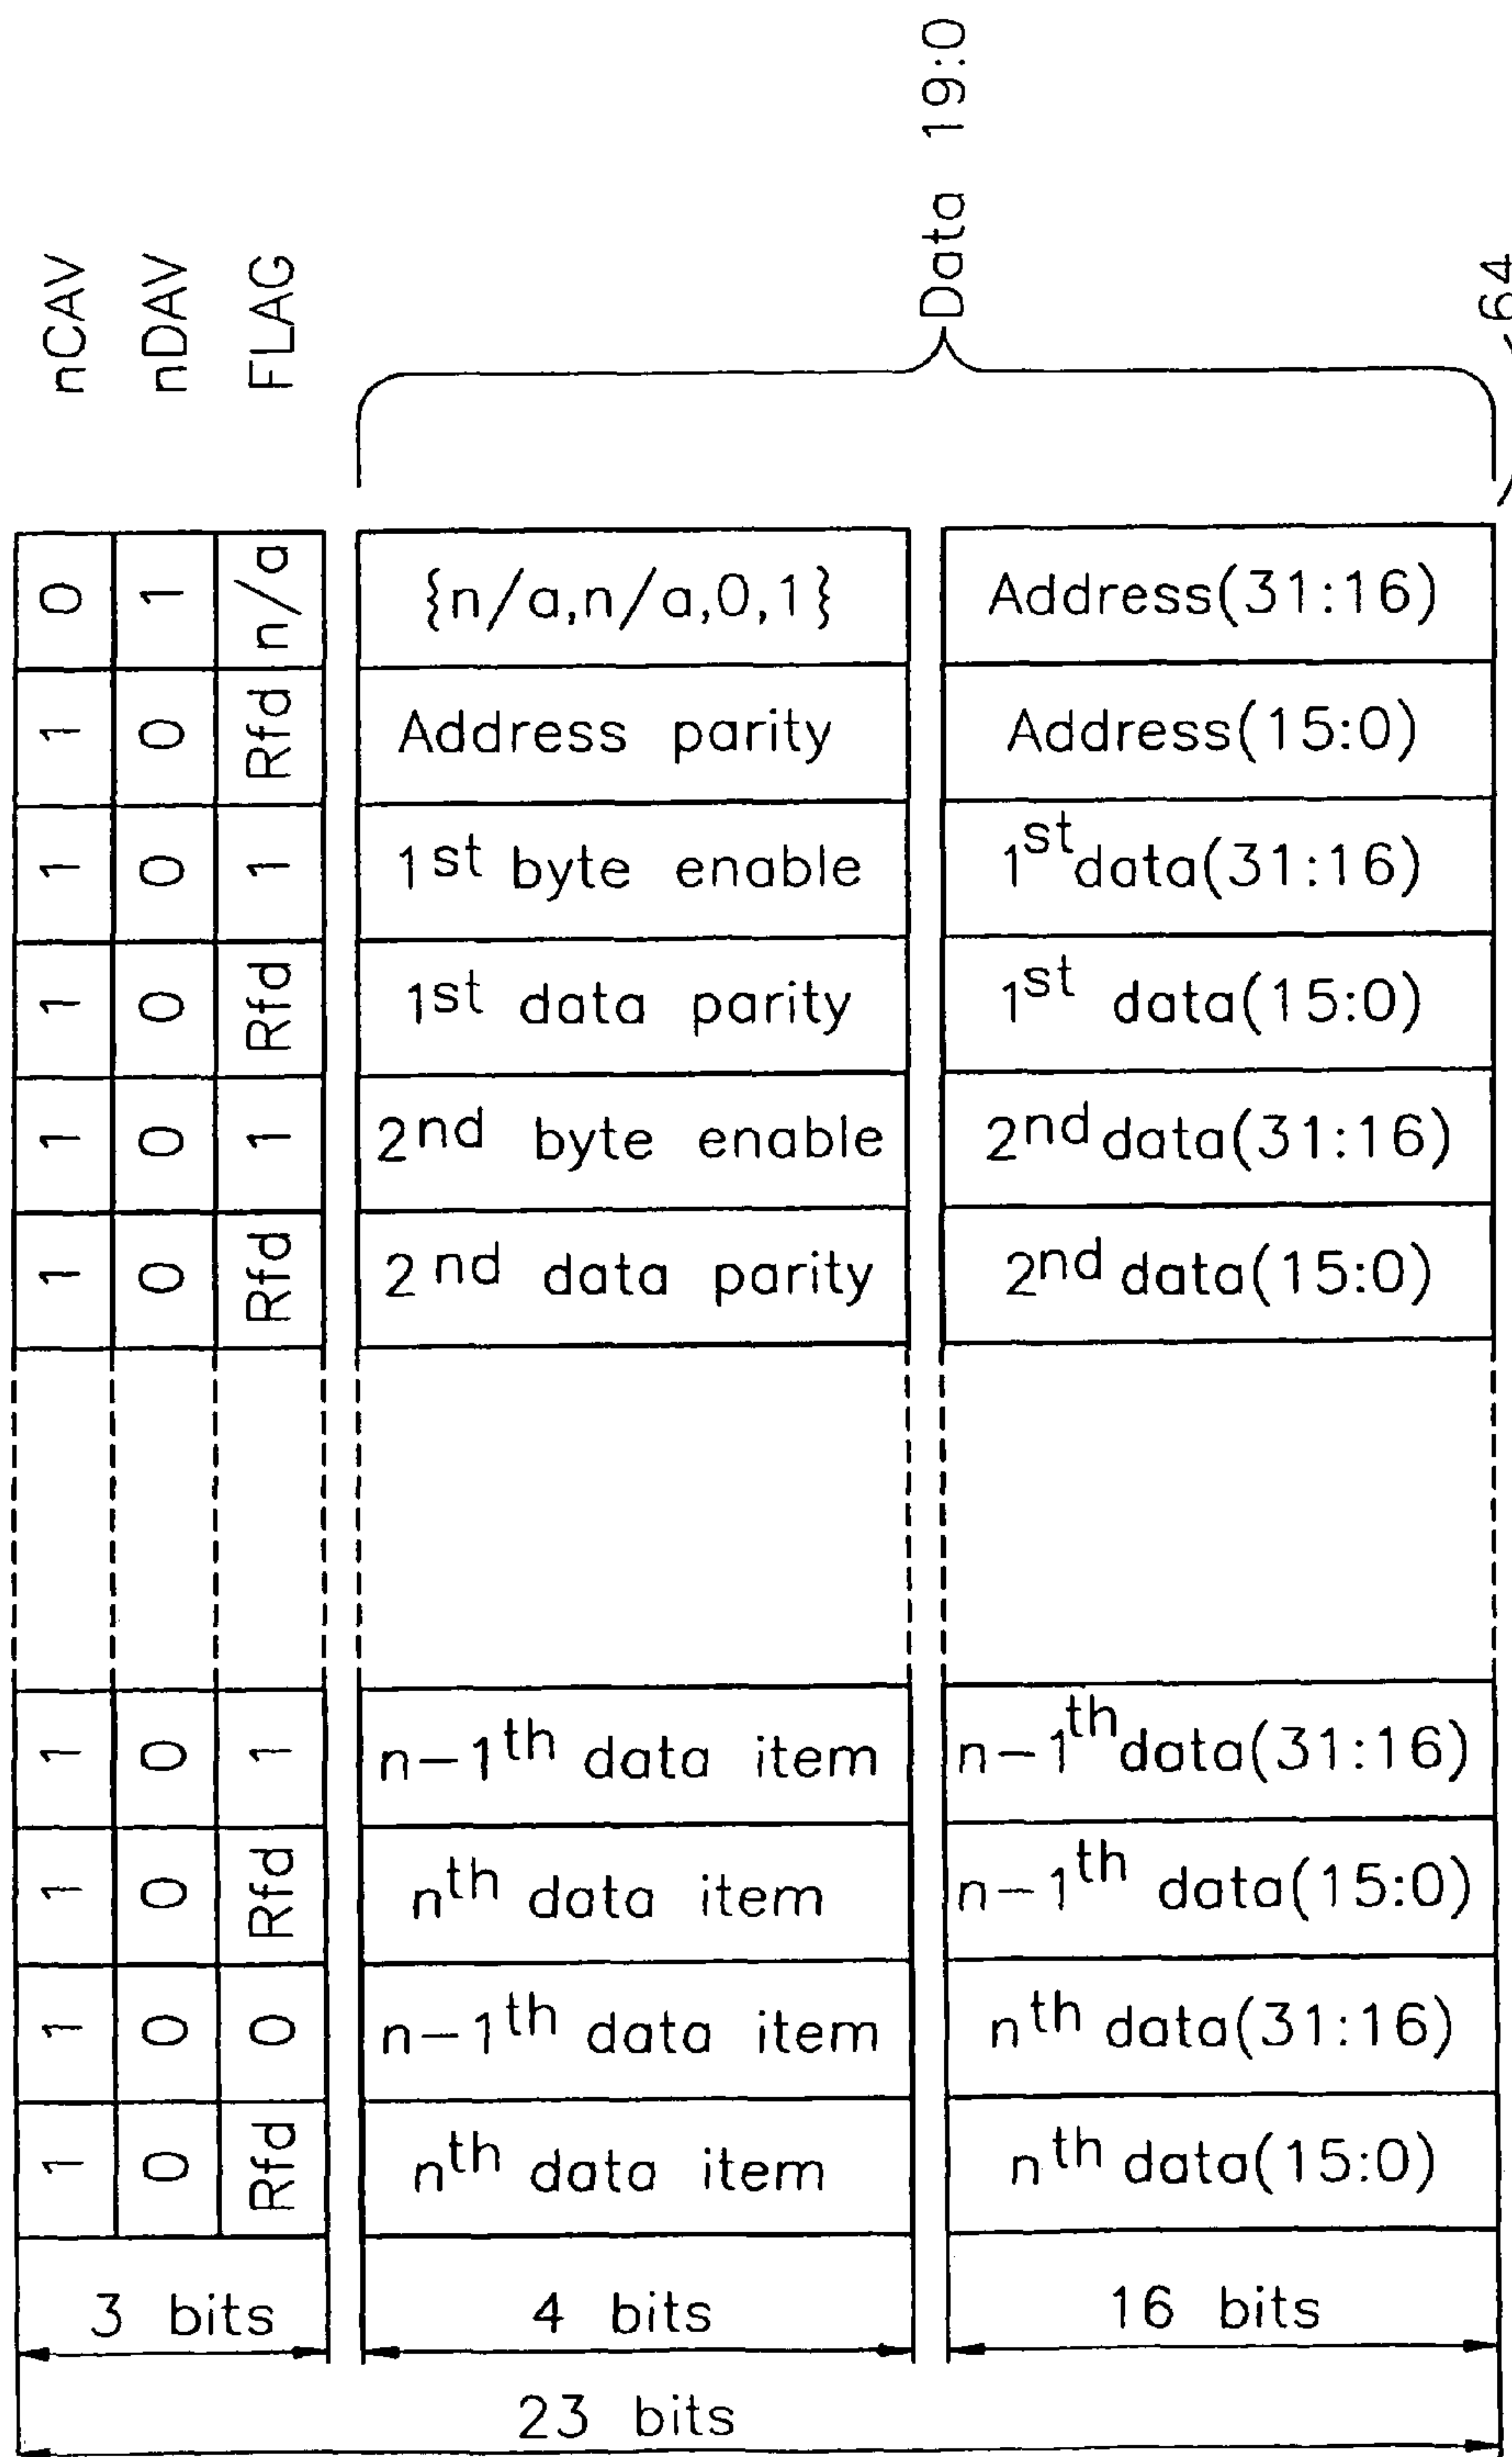 nCAV
nDAV
FLAG
Data 19:0
64
0 1 n/a {n/a,n/a,0,1} Address(31:16)
1 0 Rfd Address parity Address(15:0)
1 0 1 1st byte enable 1st data(31:16)
1 0 Rfd 1st data parity 1st data(15:0)
1 0 1 2nd byte enable 2nd data(31:16)
1 0 Rfd 2nd data parity 2nd data(15:0)
1 0 1 n-1th data item n-1th data(31:16)
1 0 Rfd nth data item n-1th data(15:0)
1 0 0 n-1th data item nth data(31:16)
1 0 Rfd nth data item nth data(15:0)
3 bits 4 bits 16 bits
23 bits